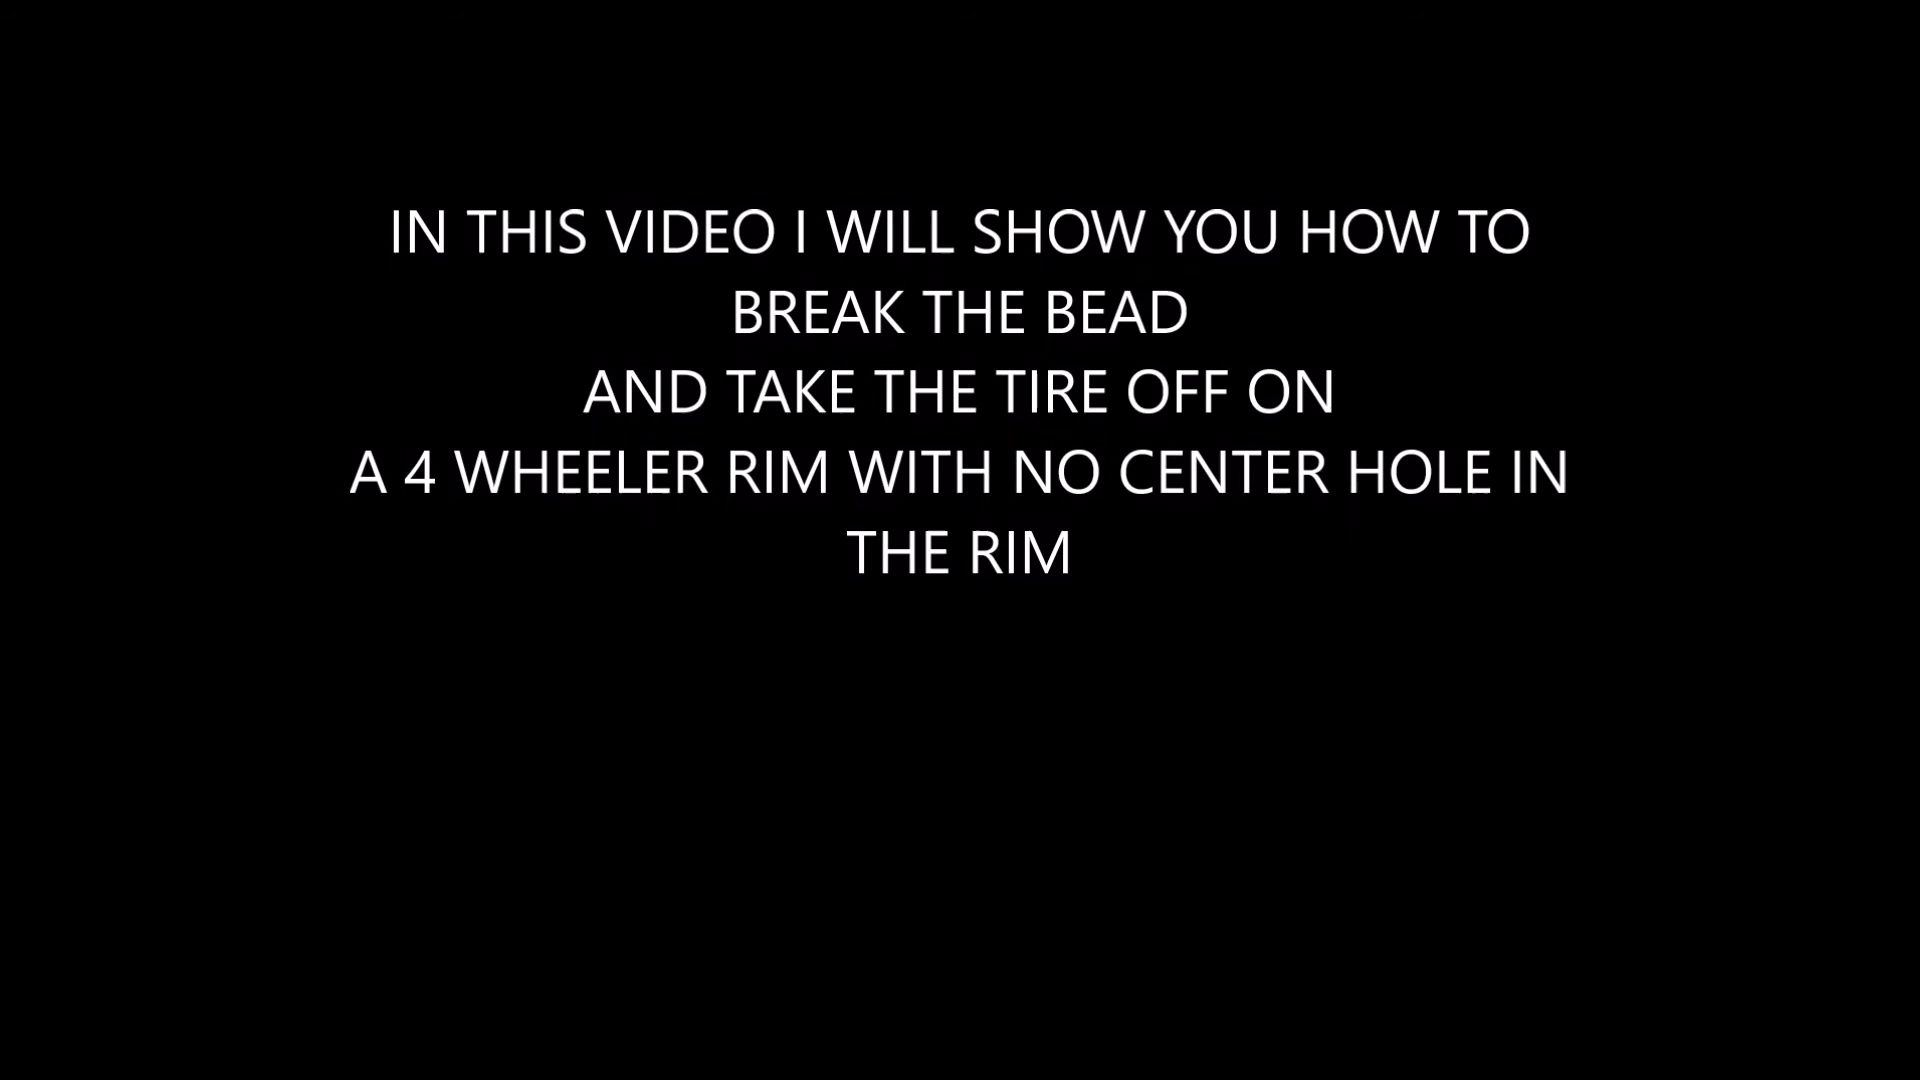 IN THIS VIDEO I WILL SHOW YOU HOW TO
BREAK THE BEAD
AND TAKE THE TIRE OFF ON
A 4 WHEELER RIM WITH NO CENTER HOLE IN
THE RIM